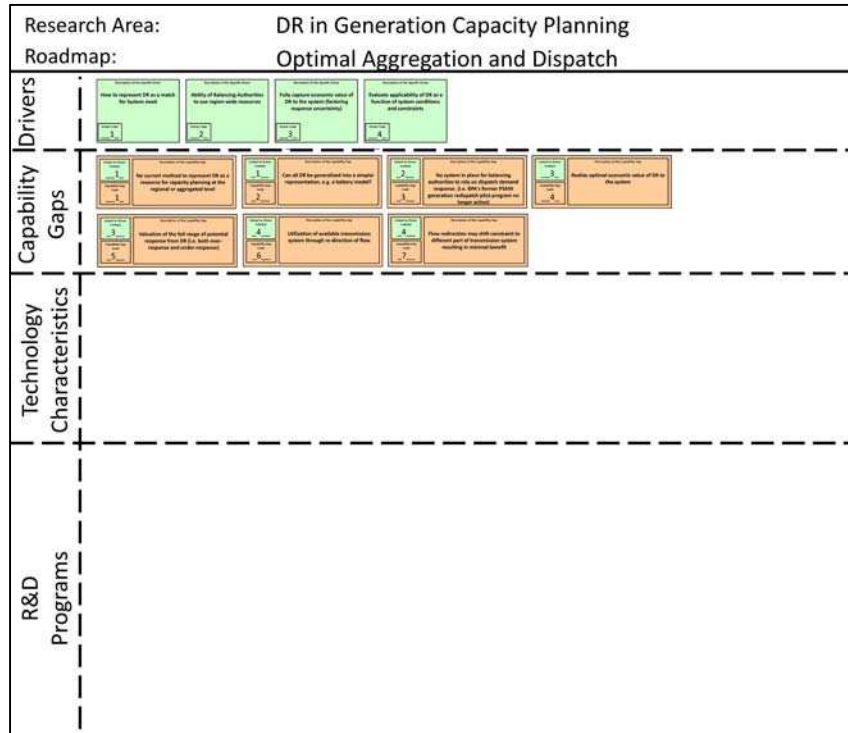 Research Area: DR in Generation Capacity Planning
Roadmap: Optimal Aggregation and Dispatch
Drivers
How to represent DR as a match
for System need
1
Ability of Balancing Authorities
to use region wide resources
2
Fully capture economic value of
DR to the system (factoring
response uncertainty)
3
Evaluate applicability of DR as a
function of system conditions
and constraints
4
Capability
Gaps
1
1
No current method to represent DR as a
resource for capacity planning at the
regional or aggregated level
1
2
Can all DR be generalized into a simpler
representation, e.g. a battery model?
2
3
No system in place for balancing
authorities to rely on dispatch demand
response. (i.e. BPA's former
generation redispatch pilot program no
longer active)
3
4
Realize optimal economic value of DR to
the system
3
5
Valuation of the full range of potential
response from DR (i.e. both over-
response and under-response)
4
6
Utilization of available transmission
system through re-direction of flow
4
7
Flow redirection may shift constraint to
different part of transmission system
resulting in minimal benefit
Technology
Characteristics
R&D
Programs